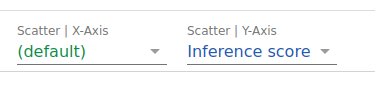 Scatter | X-Axis Scatter | Y-Axis
(default) Inference score